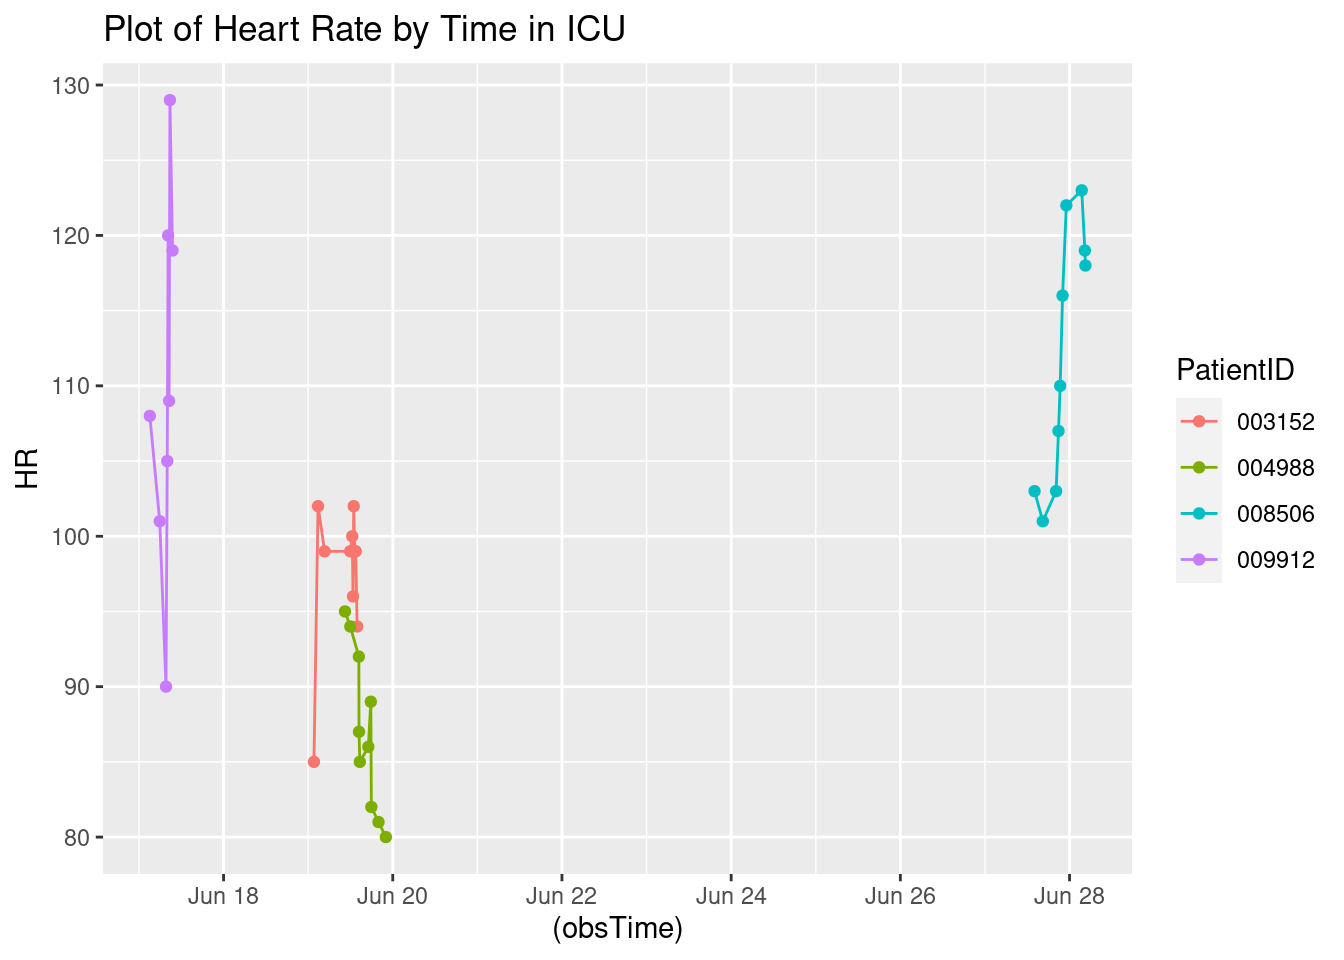 Plot of Heart Rate by Time in ICU
130
120
110
100
90
80
HR
Jun 18
Jun 20
Jun 22
Jun 24
Jun 26
Jun 28
(obsTime)
PatientID
003152
004988
008506
009912